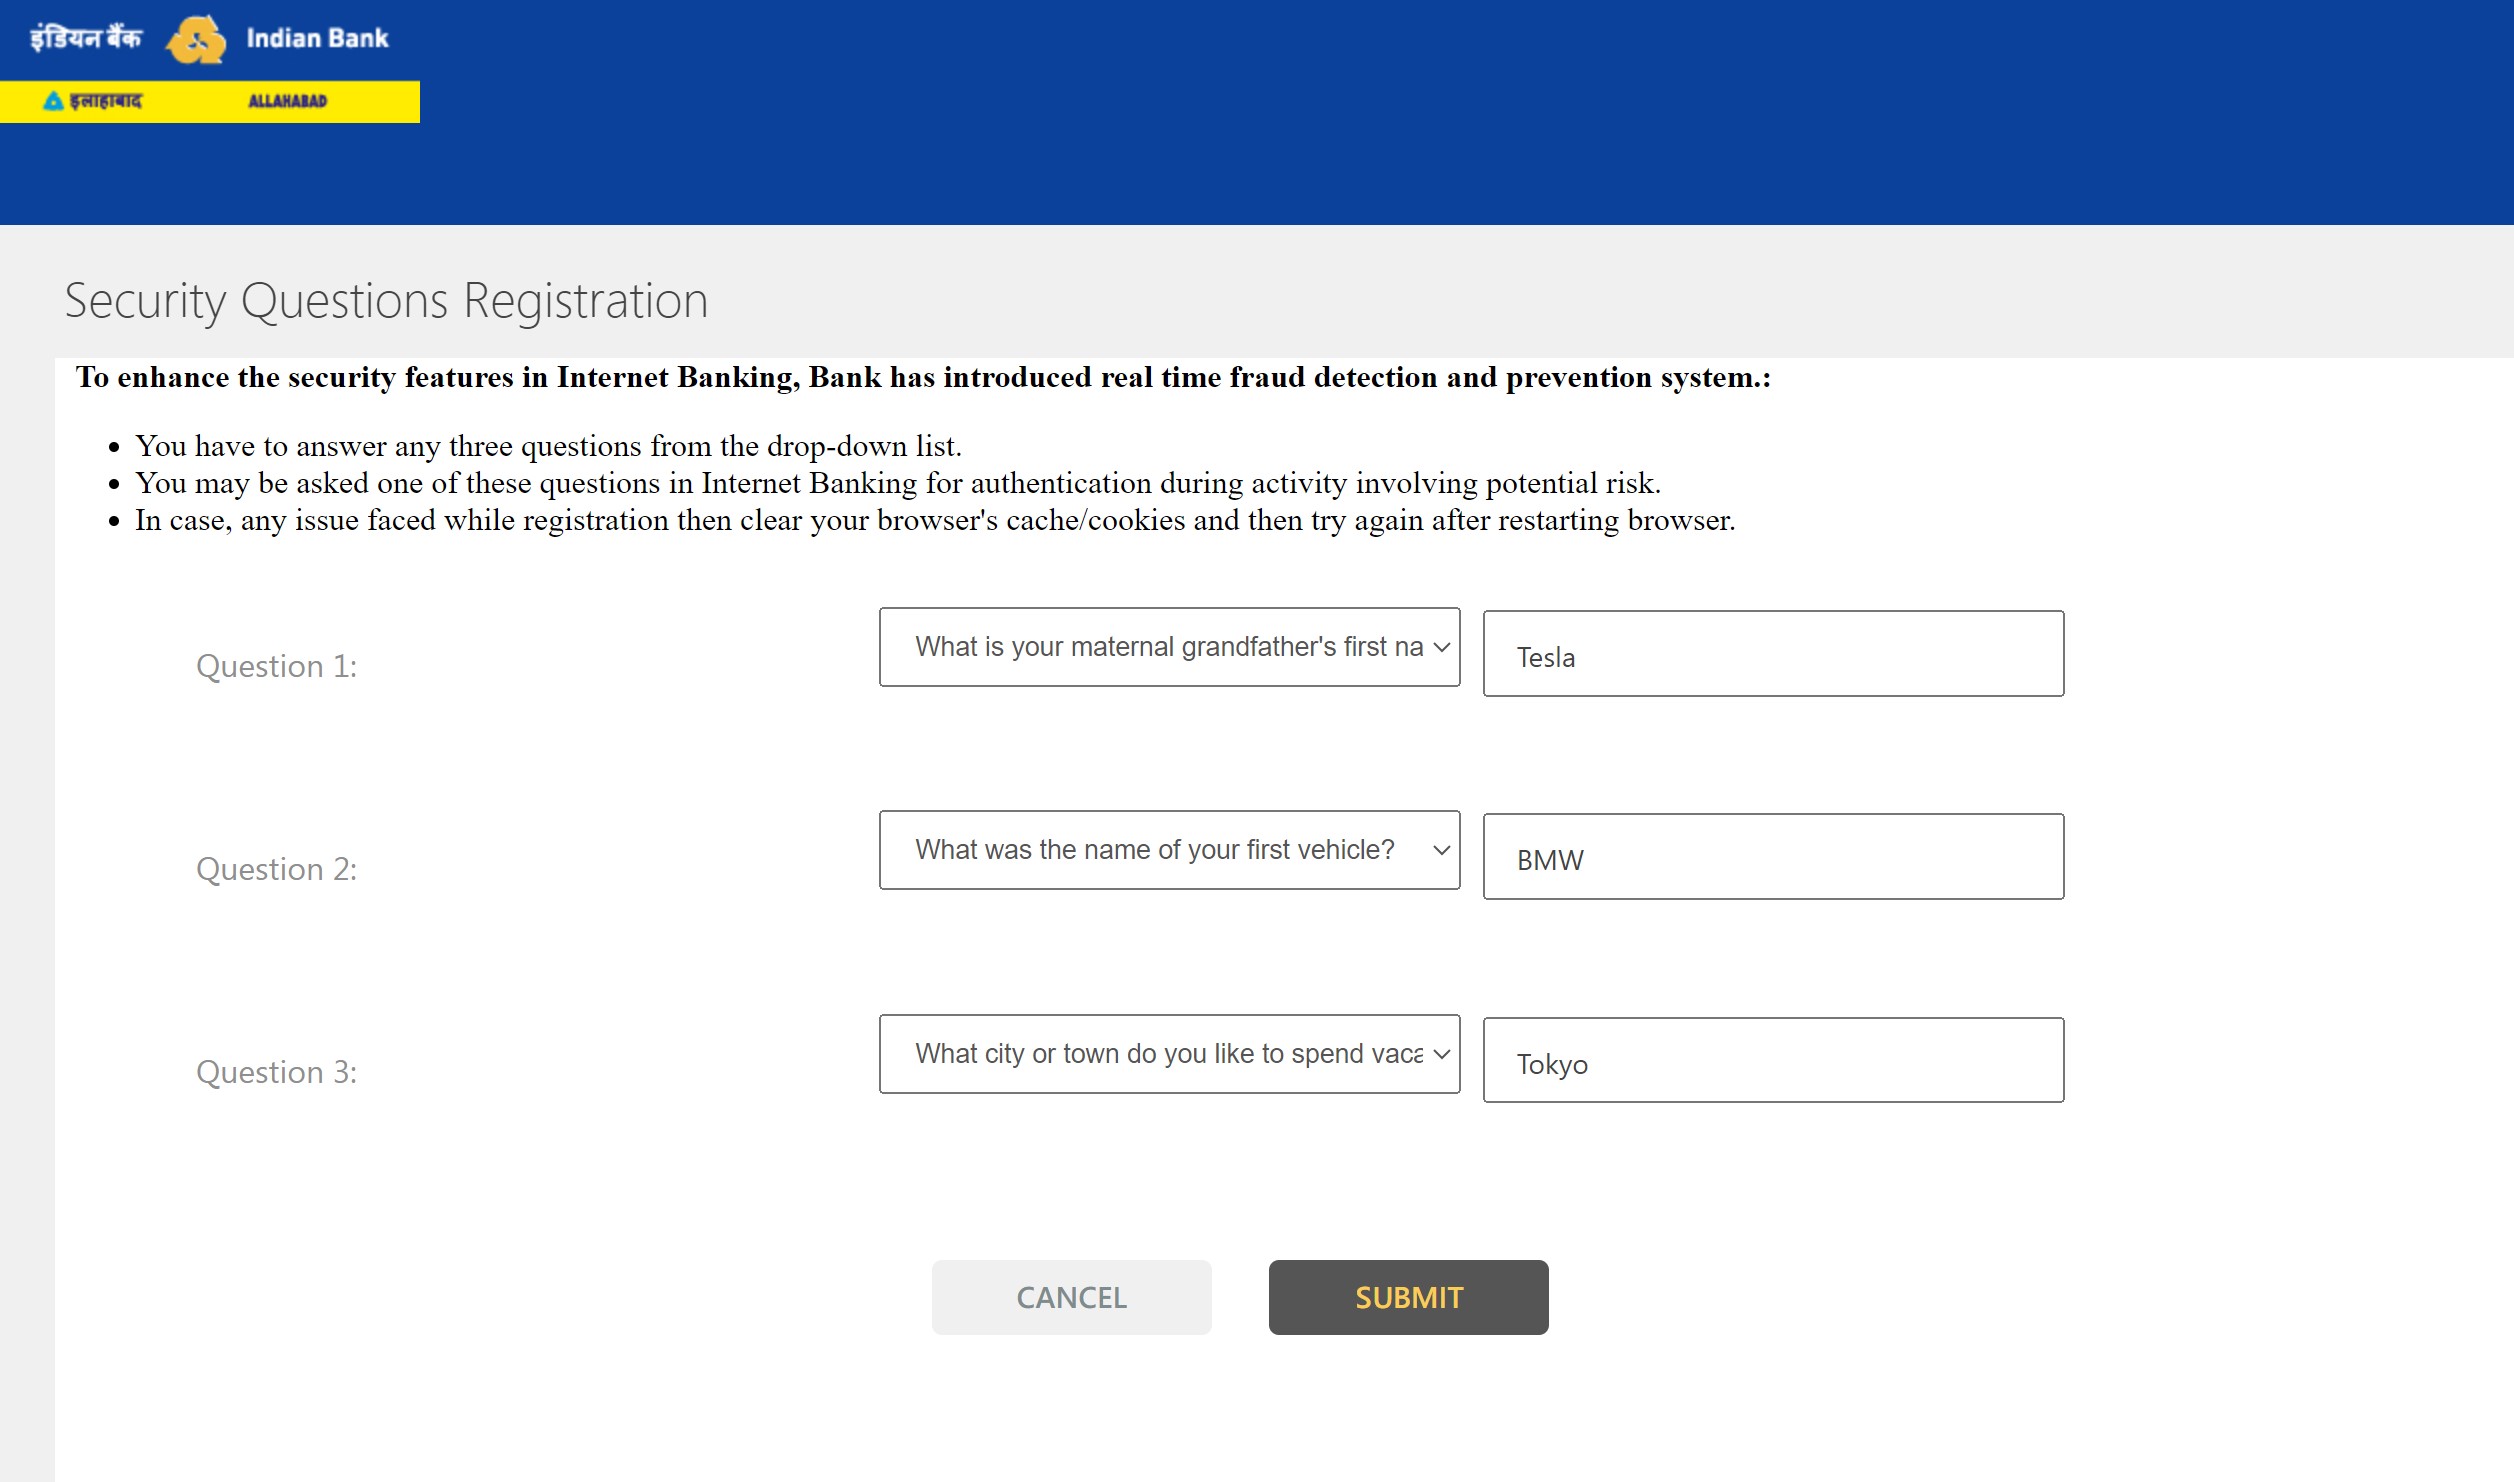 इंडियन बैंक Indian Bank
इलाहाबाद ALLAHABAD
Security Questions Registration
To enhance the security features in Internet Banking, Bank has introduced real time fraud detection and prevention system.:
• You have to answer any three questions from the drop-down list.
• You may be asked one of these questions in Internet Banking for authentication during activity involving potential risk.
• In case, any issue faced while registration then clear your browser's cache/cookies and then try again after restarting browser.
Question 1: What is your maternal grandfather's first na Tesla
Question 2: What was the name of your first vehicle? BMW
Question 3: What city or town do you like to spend vaca Tokyo
CANCEL SUBMIT